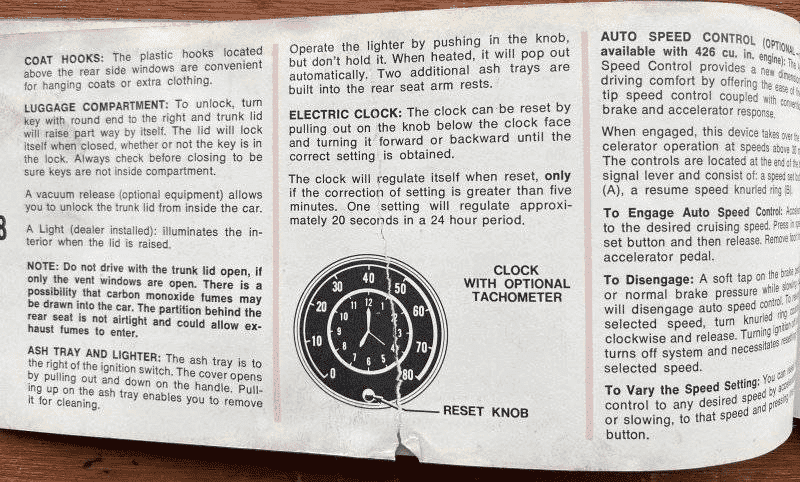 COAT HOOKS: The plastic hooks located
above the rear side windows are convenient
for hanging coats or extra clothing.
LUGGAGE COMPARTMENT: To unlock, turn
key with round end to the right and trunk lid
will raise part way by itself. The lid will lock
itself when closed, whether or not the key is in
the lock. Always check before closing to be
sure keys are not inside compartment.
A vacuum release (optional equipment) allows
you to unlock the trunk lid from inside the car.
A Light (dealer installed): illuminates the in-
terior when the lid is raised.
NOTE: Do not drive with the trunk lid open, if
only the vent windows are open. There is a
possibility that carbon monoxide fumes may
be drawn into the car. The partition behind the
rear seat is not airtight and could allow ex-
haust fumes to enter.
ASH TRAY AND LIGHTER: The ash tray is to
the right of the ignition switch. The cover opens
by pulling out and down on the handle. Pull-
ing up on the ash tray enables you to remove
it for cleaning.
Operate the lighter by pushing in the knob,
but don't hold it. When heated, it will pop out
automatically. Two additional ash trays are
built into the rear seat arm rests.
ELECTRIC CLOCK: The clock can be reset by
pulling out on the knob below the clock face
and turning it forward or backward until the
correct setting is obtained.
The clock will regulate itself when reset, only
if the correction of setting is greater than five
minutes. One setting will regulate approxi-
mately 20 seconds in a 24 hour period.
CLOCK
WITH OPTIONAL
TACHOMETER
0 10 20 30 40 50 60 70 80
12 1 2 3 4 5 6 7 8 9 10 11
RESET KNOB
AUTO SPEED CONTROL (OPTIONAL
available with 426 cu. in. engine): The
Speed Control provides a new dimension
driving comfort by offering the ease of
tip speed control coupled with
brake and accelerator response.
When engaged, this device takes over the
celerator operation at speeds above 30
The controls are located at the end of the
signal lever and consist of: a speed set
(A), a resume speed knurled ring (B).
To Engage Auto Speed Control:
to the desired cruising speed. Press in
set button and then release. Remove foot
accelerator pedal.
To Disengage: A soft tap on the brake
or normal brake pressure while slowing
will disengage auto speed control. To
selected speed, turn knurled ring
clockwise and release. Turning ignition off
turns off system and necessitates
selected speed.
To Vary the Speed Setting: You can
control to any desired speed by
or slowing, to that speed and pressing
button.